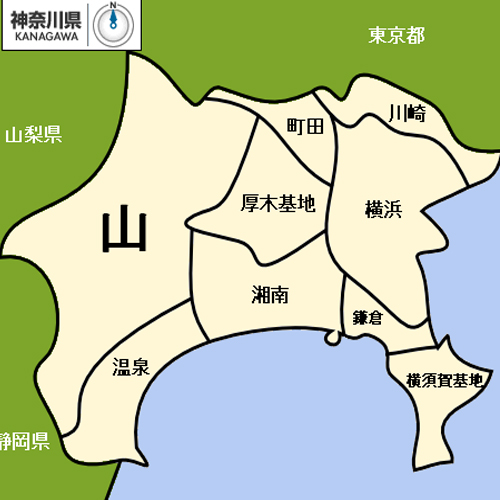 神奈川県
KANAGAWA
N
東京都
川崎
町田
山梨県
厚木基地
横浜
山
湘南
鎌倉
温泉
横須賀基地
静岡県